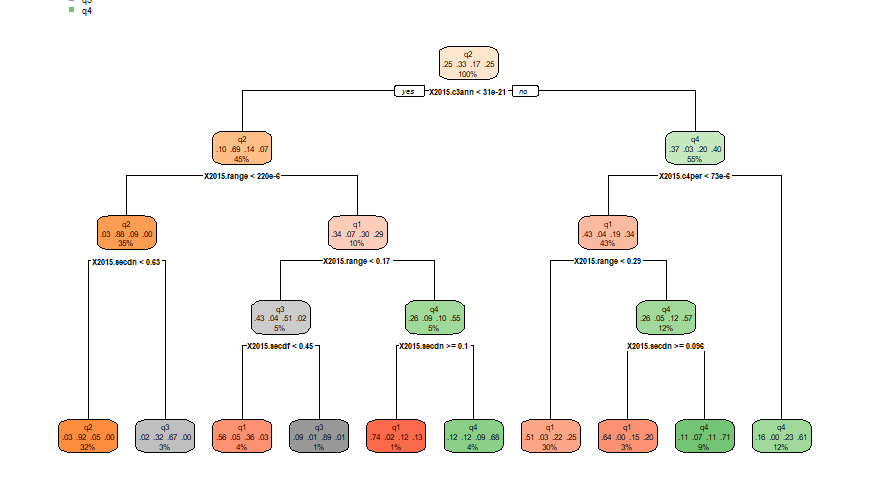 q4
q2
.25 .33 .17 .25
100%
yes X2015.c3ann < 31e-21 no
q2
.10 .69 .14 .07
45%
q4
.37 .03 .20 .40
55%
X2015.range < 220e-6
X2015.c4per < 73e-6
q2
.03 .88 .09 .00
35%
q1
.34 .07 .30 .29
10%
q1
.43 .04 .19 .34
43%
X2015.secdn < 0.63
X2015.range < 0.17
X2015.range < 0.29
q3
.43 .04 .51 .02
5%
q4
.26 .09 .10 .55
5%
q4
.26 .05 .12 .57
12%
X2015.secdf < 0.45
X2015.secdn >= 0.1
X2015.secdn >= 0.096
q2
.03 .92 .05 .00
32%
q3
.02 .32 .67 .00
3%
q1
.56 .05 .36 .03
4%
q3
.09 .01 .89 .01
1%
q1
.74 .02 .12 .13
1%
q4
.12 .12 .09 .68
4%
q1
.51 .03 .22 .25
30%
q1
.64 .00 .15 .20
3%
q4
.11 .07 .11 .71
9%
q4
.16 .00 .23 .61
12%